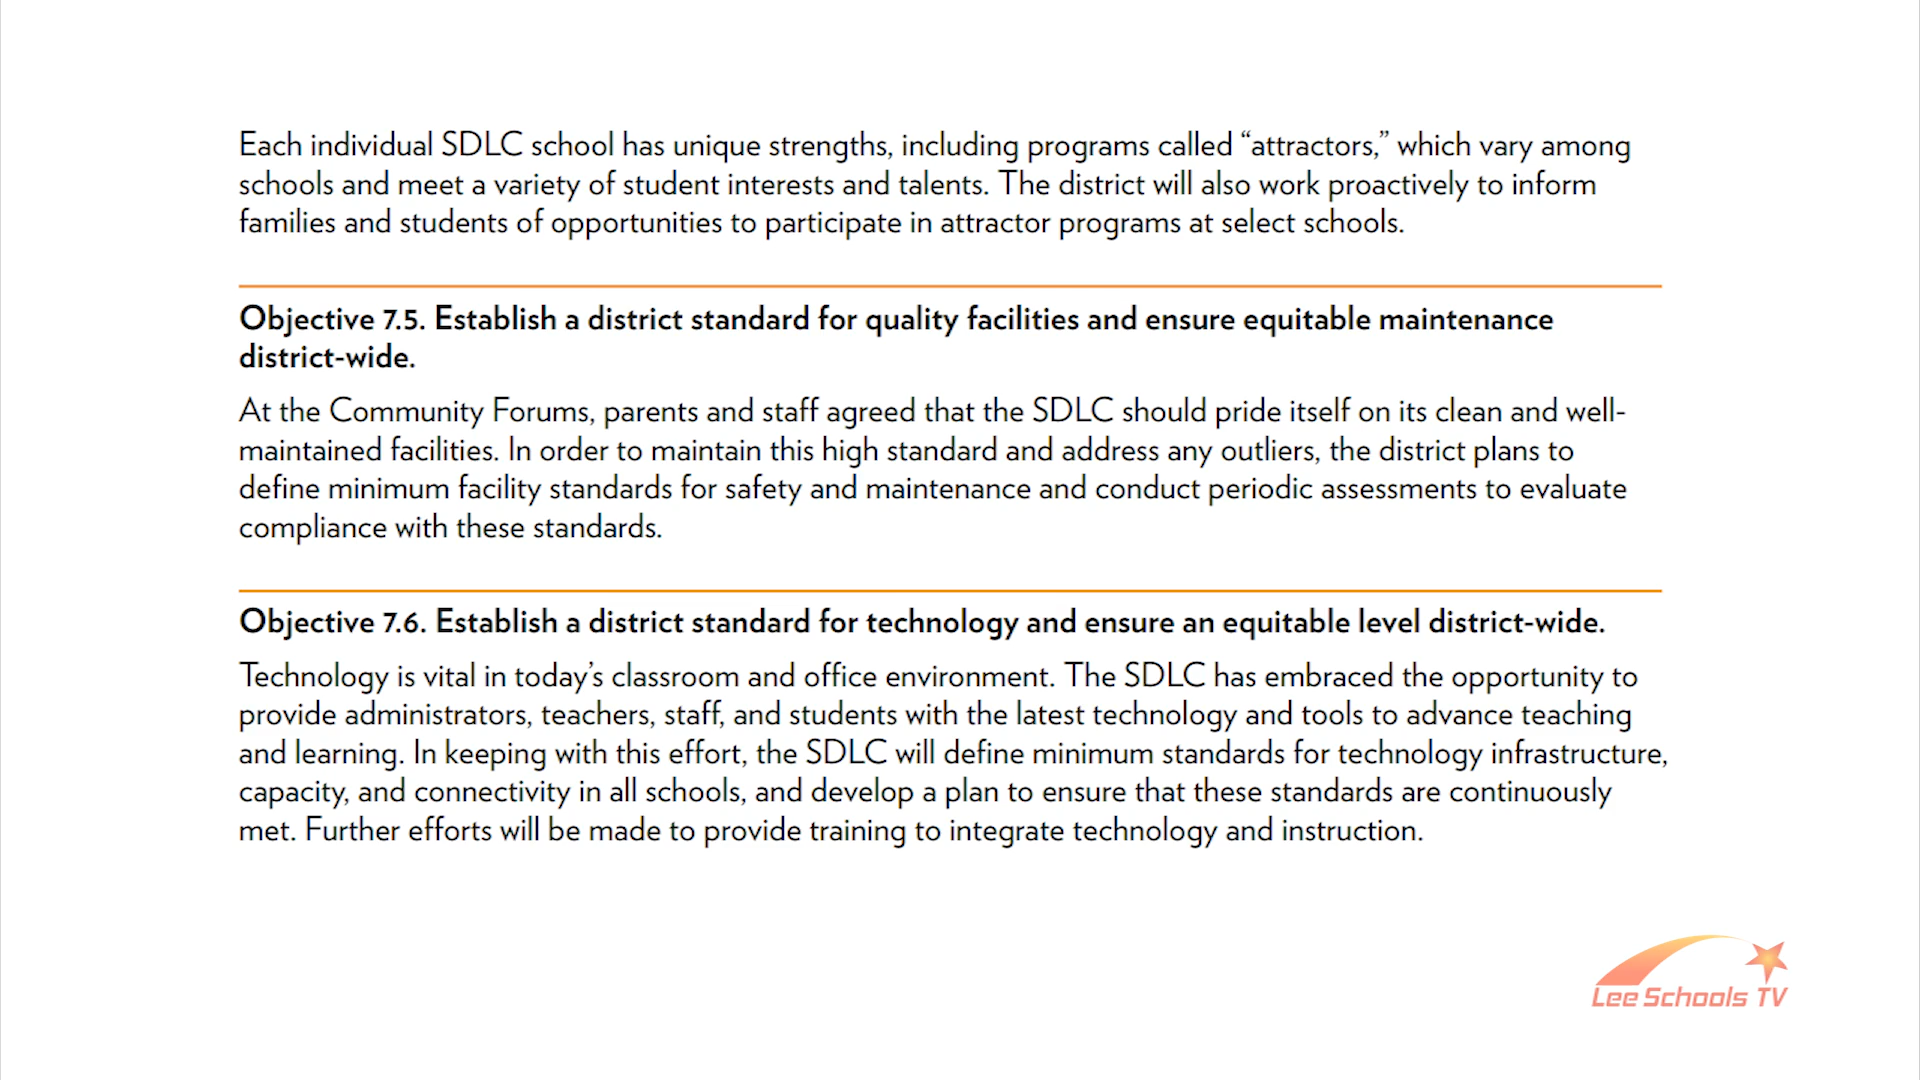 Each individual SDLC school has unique strengths, including programs called “attractors,” which vary among
schools and meet a variety of student interests and talents. The district will also work proactively to inform
families and students of opportunities to participate in attractor programs at select schools.
Objective 7.5. Establish a district standard for quality facilities and ensure equitable maintenance
district-wide.
At the Community Forums, parents and staff agreed that the SDLC should pride itself on its clean and well-
maintained facilities. In order to maintain this high standard and address any outliers, the district plans to
define minimum facility standards for safety and maintenance and conduct periodic assessments to evaluate
compliance with these standards.
Objective 7.6. Establish a district standard for technology and ensure an equitable level district-wide.
Technology is vital in today’s classroom and office environment. The SDLC has embraced the opportunity to
provide administrators, teachers, staff, and students with the latest technology and tools to advance teaching
and learning. In keeping with this effort, the SDLC will define minimum standards for technology infrastructure,
capacity, and connectivity in all schools, and develop a plan to ensure that these standards are continuously
met. Further efforts will be made to provide training to integrate technology and instruction.
Lee Schools TV